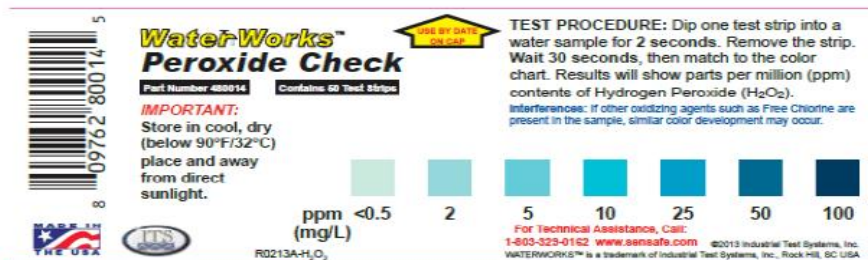 8 09762 80014 5
WaterWorks™
Peroxide Check
Part Number 480014 Contains 50 Test Strips
USE BY DATE
ON CAP
IMPORTANT:
Store in cool, dry
(below 90°F/32°C)
place and away
from direct
sunlight.
MADE IN
THE USA
ITS
R0213A-H₂O₂
TEST PROCEDURE: Dip one test strip into a
water sample for 2 seconds. Remove the strip.
Wait 30 seconds, then match to the color
chart. Results will show parts per million (ppm)
contents of Hydrogen Peroxide (H₂O₂).
Interferences: If other oxidizing agents such as Free Chlorine are
present in the sample, similar color development may occur.
ppm <0.5 2 5 10 25 50 100
(mg/L)
For Technical Assistance, Call:
1-803-329-0162 www.sensafe.com ©2013 Industrial Test Systems, Inc.
WATERWORKS™ is a trademark of Industrial Test Systems, Inc., Rock Hill, SC USA